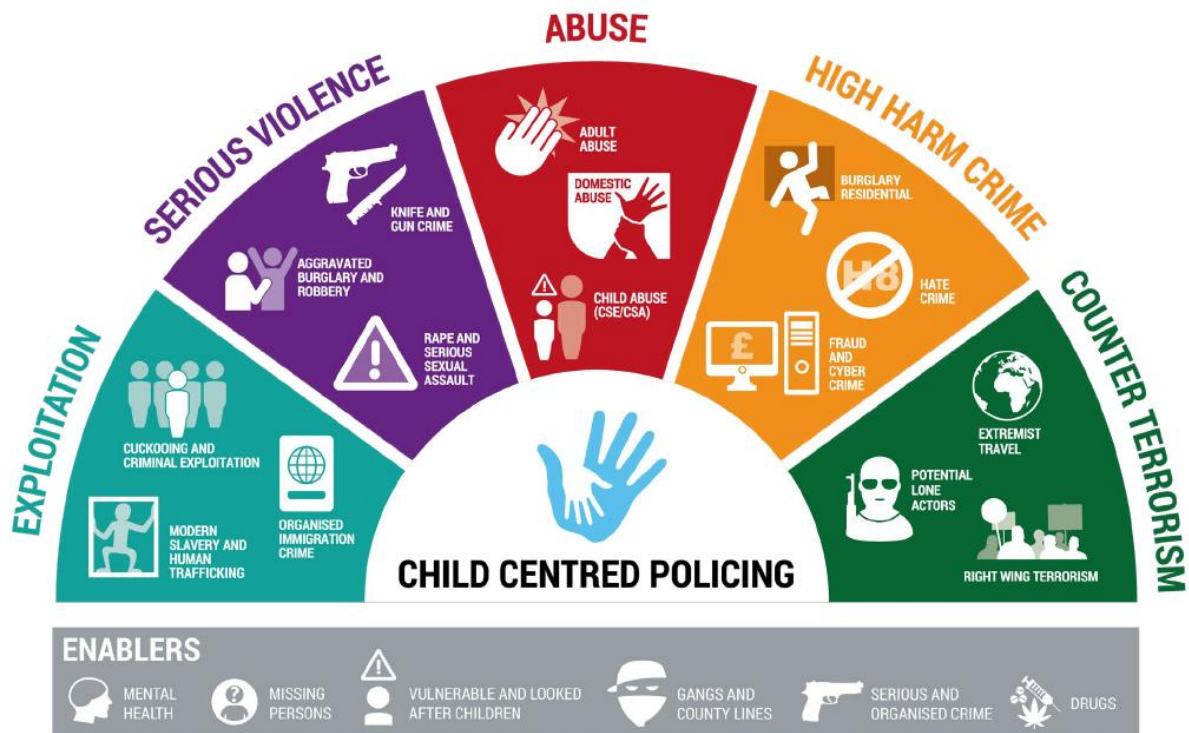 ABUSE
SERIOUS VIOLENCE
HIGH HARM CRIME
EXPLOITATION
COUNTER TERRORISM
ADULT
ABUSE
DOMESTIC
ABUSE
CHILD ABUSE
(CSE/CSA)
KNIFE AND
GUN CRIME
AGGRAVATED
BURGLARY AND
ROBBERY
RAPE AND
SERIOUS
SEXUAL
ASSAULT
BURGLARY
RESIDENTIAL
H8
HATE
CRIME
£
FRAUD
AND
CYBER
CRIME
CUCKOOING AND
CRIMINAL EXPLOITATION
MODERN
SLAVERY AND
HUMAN
TRAFFICKING
ORGANISED
IMMIGRATION
CRIME
EXTREMIST
TRAVEL
POTENTIAL
LONE
ACTORS
RIGHT WING TERRORISM
CHILD CENTRED POLICING
ENABLERS
MENTAL
HEALTH
?
MISSING
PERSONS
!
VULNERABLE AND LOOKED
AFTER CHILDREN
GANGS AND
COUNTY LINES
SERIOUS AND
ORGANISED CRIME
DRUGS